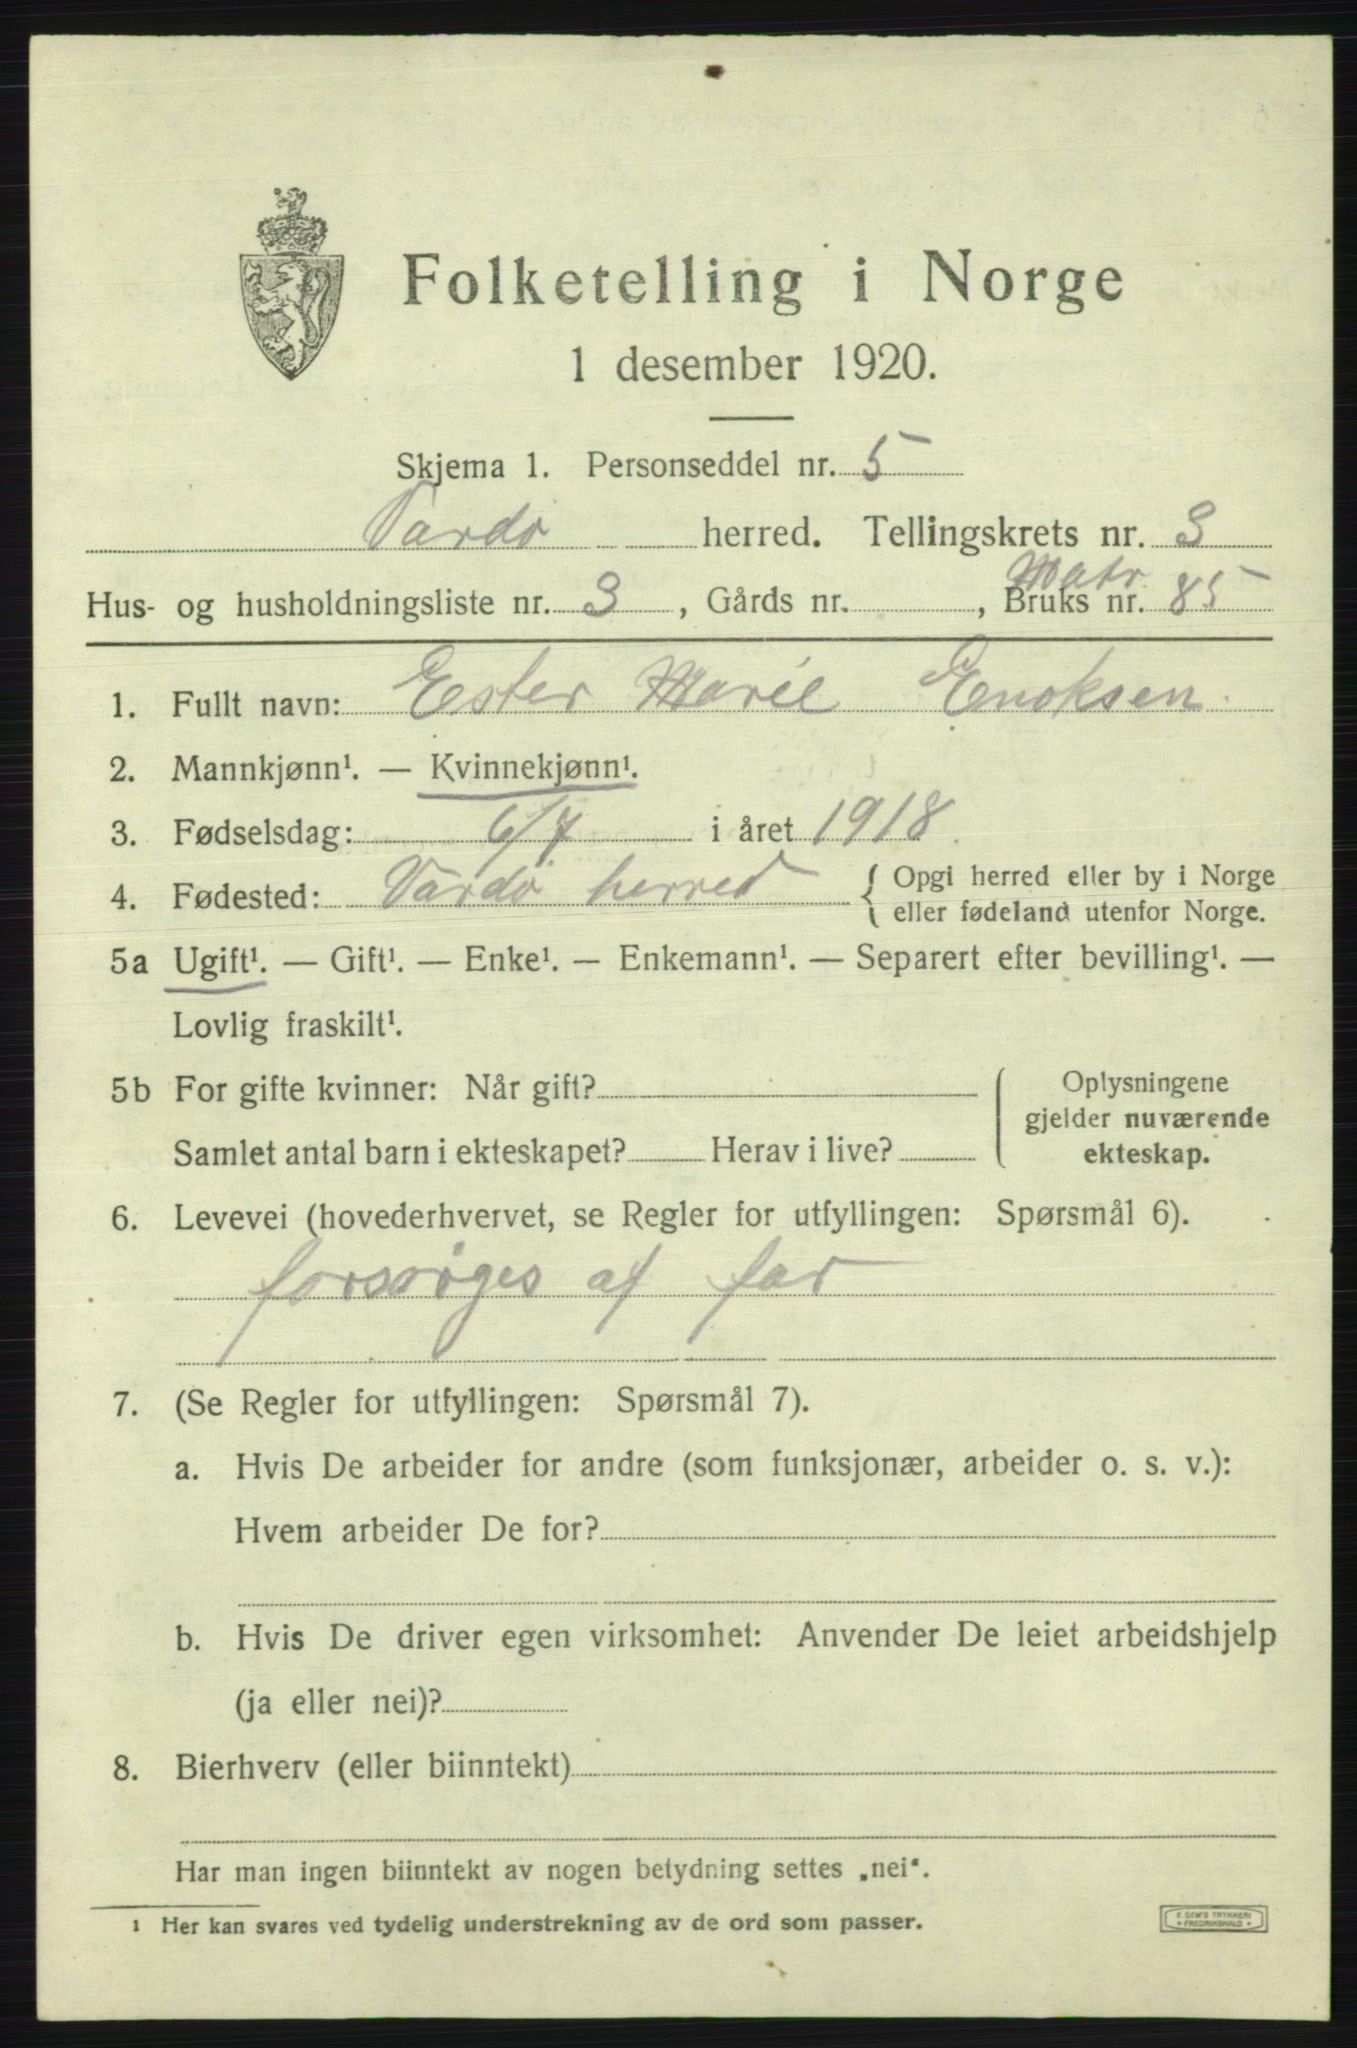 Folketelling i Norge
1 desember 1920.
Skjema 1. Personseddel nr. 5
Vardø herred. Tellingskrets nr. 3
Matr.
Hus- og husholdningsliste nr. 3, Gårds nr. , Bruks nr. 85
1. Fullt navn: Ester Marie Enoksen.
2. Mannkjønn¹. — Kvinnekjønn¹.
3. Fødselsdag: 6/7 i året 1918.
4. Fødested: Vardø herred { Opgi herred eller by i Norge
eller fødeland utenfor Norge.
5a Ugift¹. — Gift¹. — Enke¹. — Enkemann¹. — Separert efter bevilling¹. —
Lovlig fraskilt¹.
5b For gifte kvinner: Når gift?
Samlet antal barn i ekteskapet? Herav i live?
Oplysningene
gjelder nuværende
ekteskap.
6. Levevei (hovederhvervet, se Regler for utfyllingen: Spørsmål 6).
forsørges af far
7. (Se Regler for utfyllingen: Spørsmål 7).
a. Hvis De arbeider for andre (som funksjonær, arbeider o. s. v.):
Hvem arbeider De for?
b. Hvis De driver egen virksomhet: Anvender De leiet arbeidshjelp
(ja eller nei)?
8. Bierhverv (eller biinntekt)
Har man ingen biinntekt av nogen betydning settes „nei“.
1 Her kan svares ved tydelig understrekning av de ord som passer.
E. SEM'S TRYKKERI
* FREDRIKSHALD *